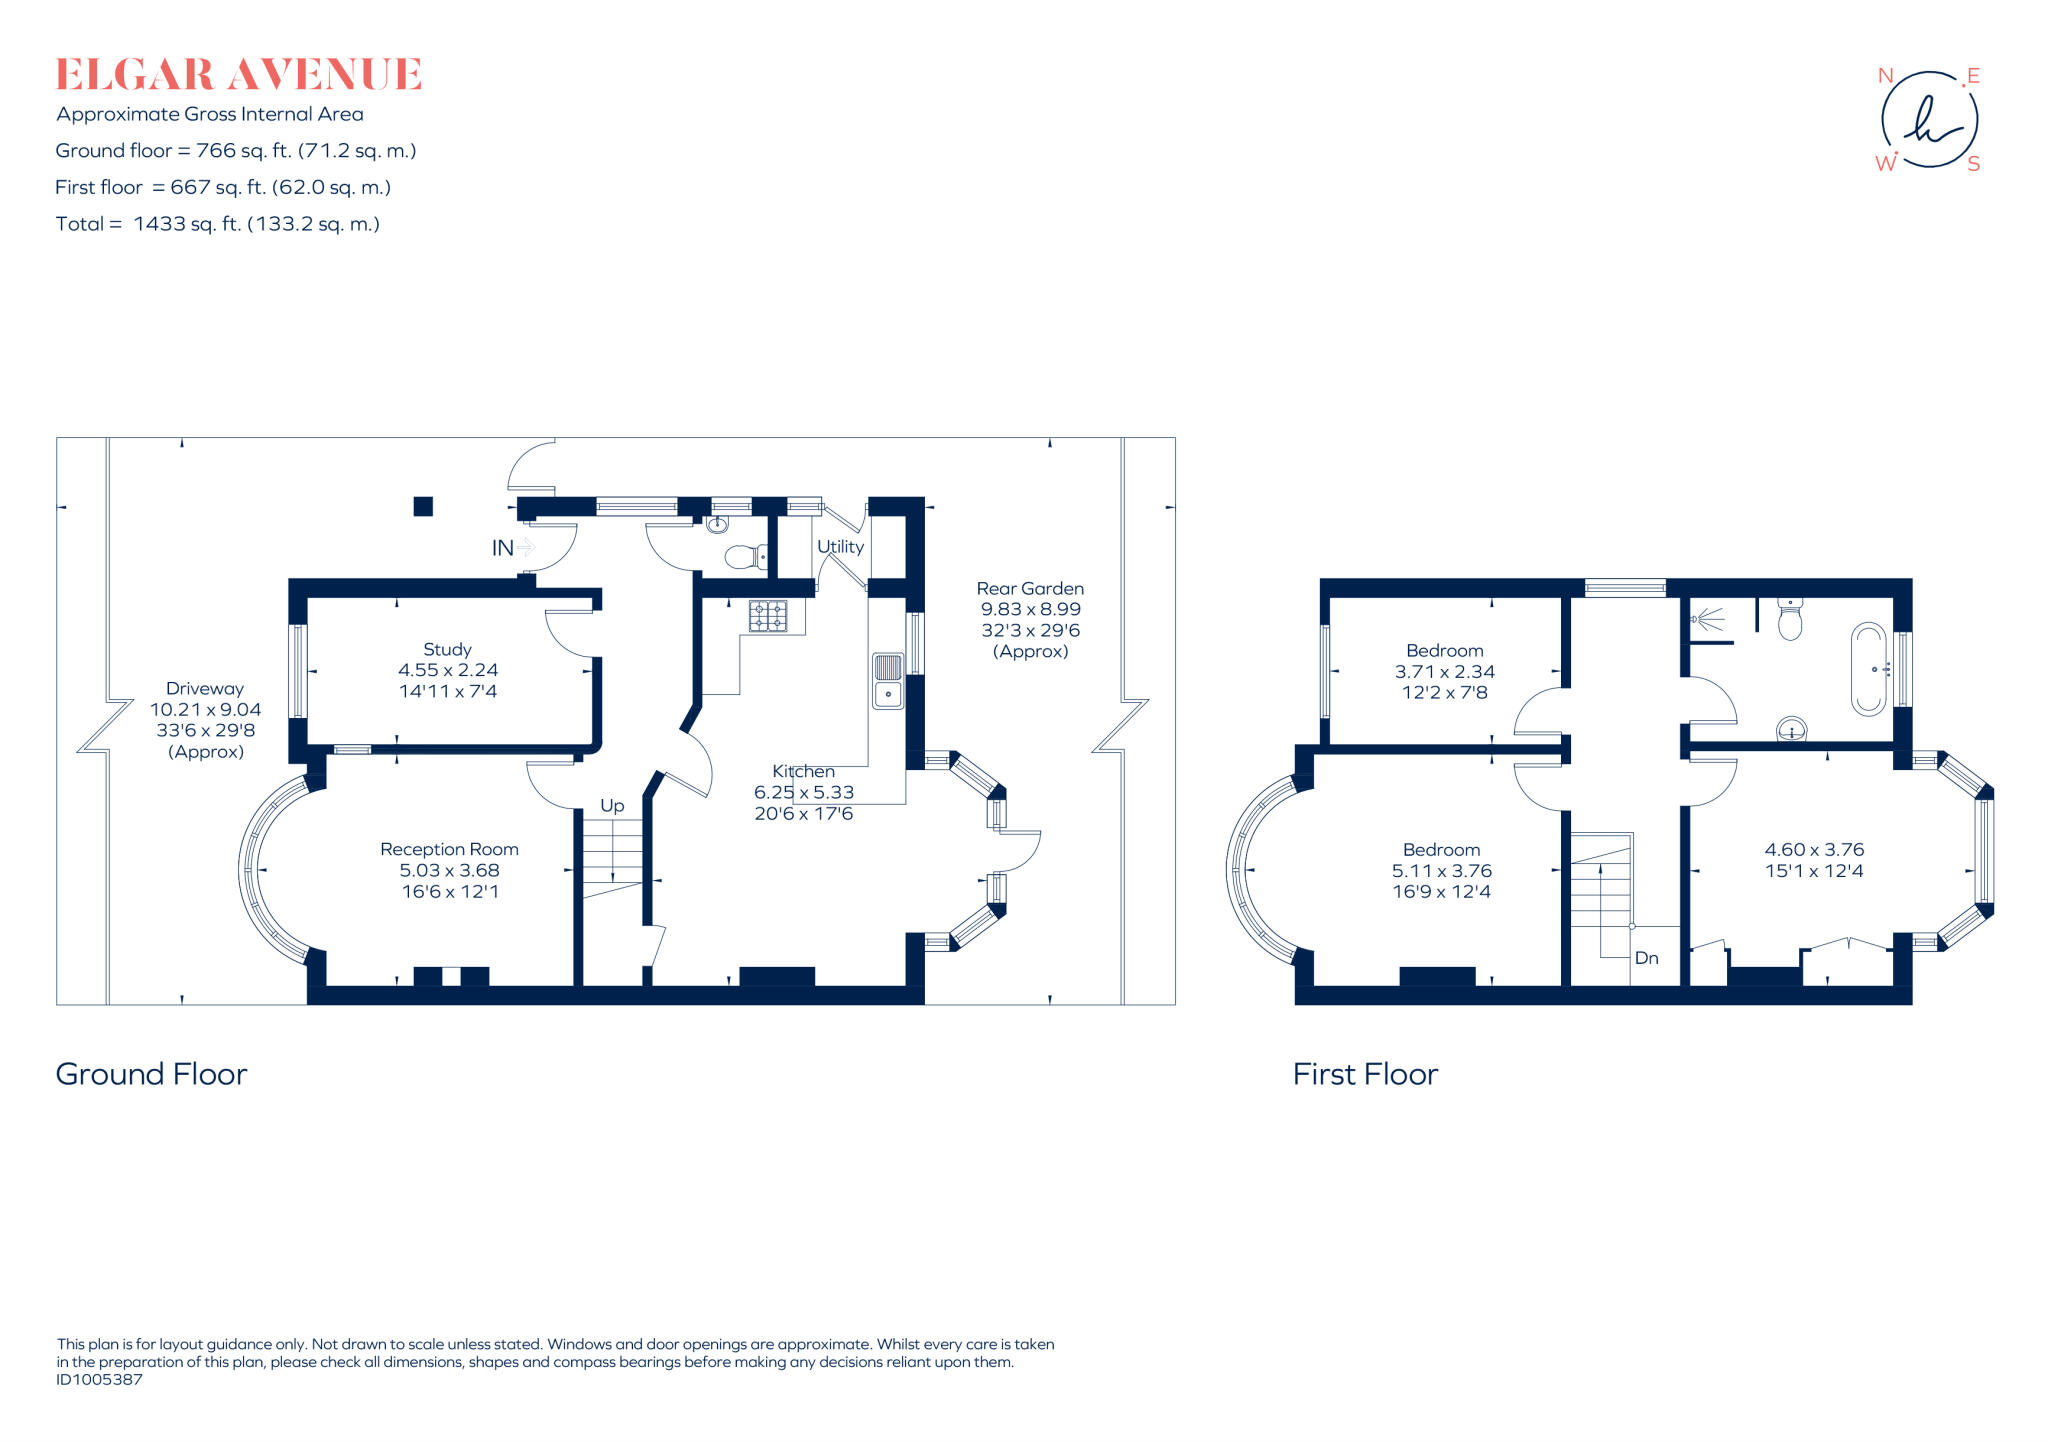 ELGAR AVENUE
Approximate Gross Internal Area
Ground floor = 766 sq. ft. (71.2 sq. m.)
First floor = 667 sq. ft. (62.0 sq. m.)
Total = 1433 sq. ft. (133.2 sq. m.)
N E
W S
IN
Utility
Rear Garden
9.83 x 8.99
32'3 x 29'6
(Approx)
Study
4.55 x 2.24
14'11 x 7'4
Driveway
10.21 x 9.04
33'6 x 29'8
(Approx)
Kitchen
6.25 x 5.33
20'6 x 17'6
Up
Reception Room
5.03 x 3.68
16'6 x 12'1
Bedroom
3.71 x 2.34
12'2 x 7'8
Bedroom
5.11 x 3.76
16'9 x 12'4
4.60 x 3.76
15'1 x 12'4
Dn
Ground Floor
First Floor
This plan is for layout guidance only. Not drawn to scale unless stated. Windows and door openings are approximate. Whilst every care is taken
in the preparation of this plan, please check all dimensions, shapes and compass bearings before making any decisions reliant upon them.
ID1005387